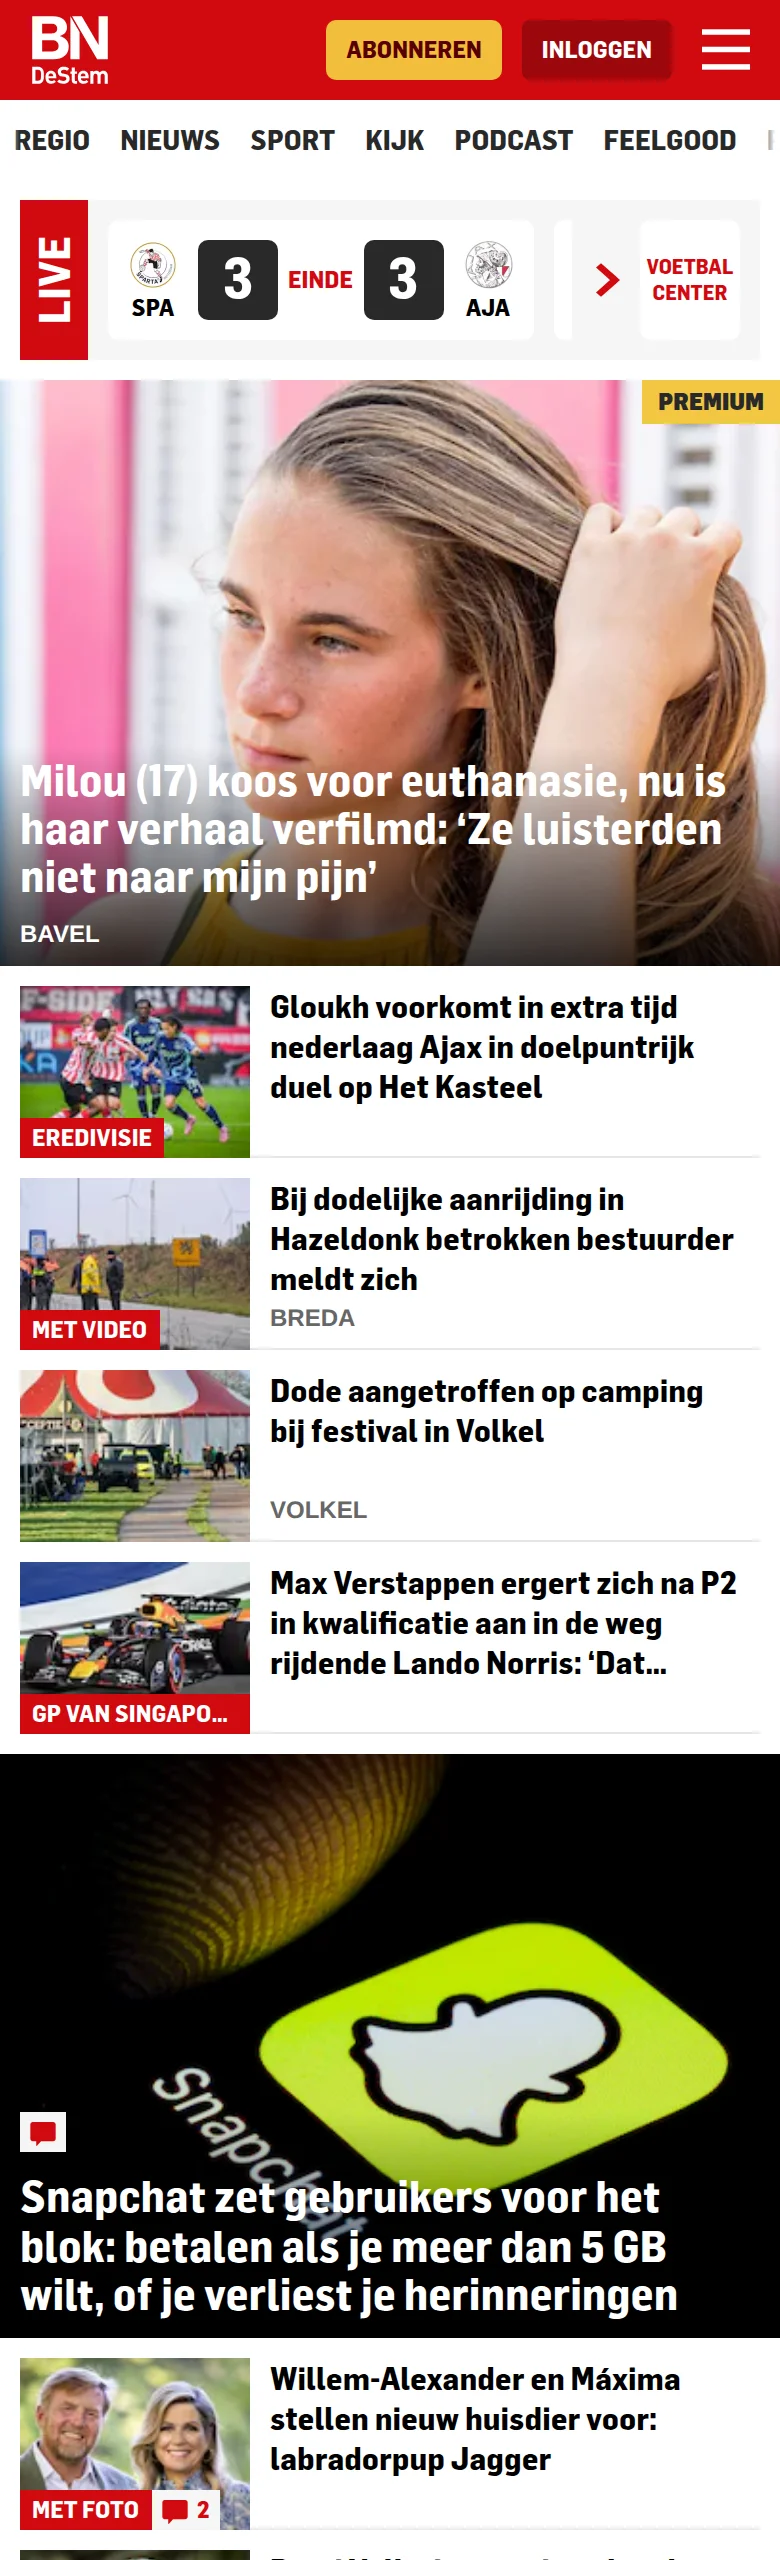 BN
DeStem
ABONNEREN
INLOGGEN
REGIO NIEUWS SPORT KIJK PODCAST FEELGOOD
LIVE
SPARTA
SPA
3
EINDE
3
AJA
VOETBAL
CENTER
PREMIUM
Milou (17) koos voor euthanasie, nu is
haar verhaal verfilmd: ‘Ze luisterden
niet naar mijn pijn’
BAVEL
F-SIDE
Gloukh voorkomt in extra tijd
nederlaag Ajax in doelpuntrijk
duel op Het Kasteel
EREDIVISIE
Bij dodelijke aanrijding in
Hazeldonk betrokken bestuurder
meldt zich
BREDA
MET VIDEO
Dode aangetroffen op camping
bij festival in Volkel
VOLKEL
Max Verstappen ergert zich na P2
in kwalificatie aan in de weg
rijdende Lando Norris: ‘Dat...
GP VAN SINGAPO...
Snapchat
Snapchat zet gebruikers voor het
blok: betalen als je meer dan 5 GB
wilt, of je verliest je herinneringen
Willem-Alexander en Máxima
stellen nieuw huisdier voor:
labradorpup Jagger
MET FOTO
2